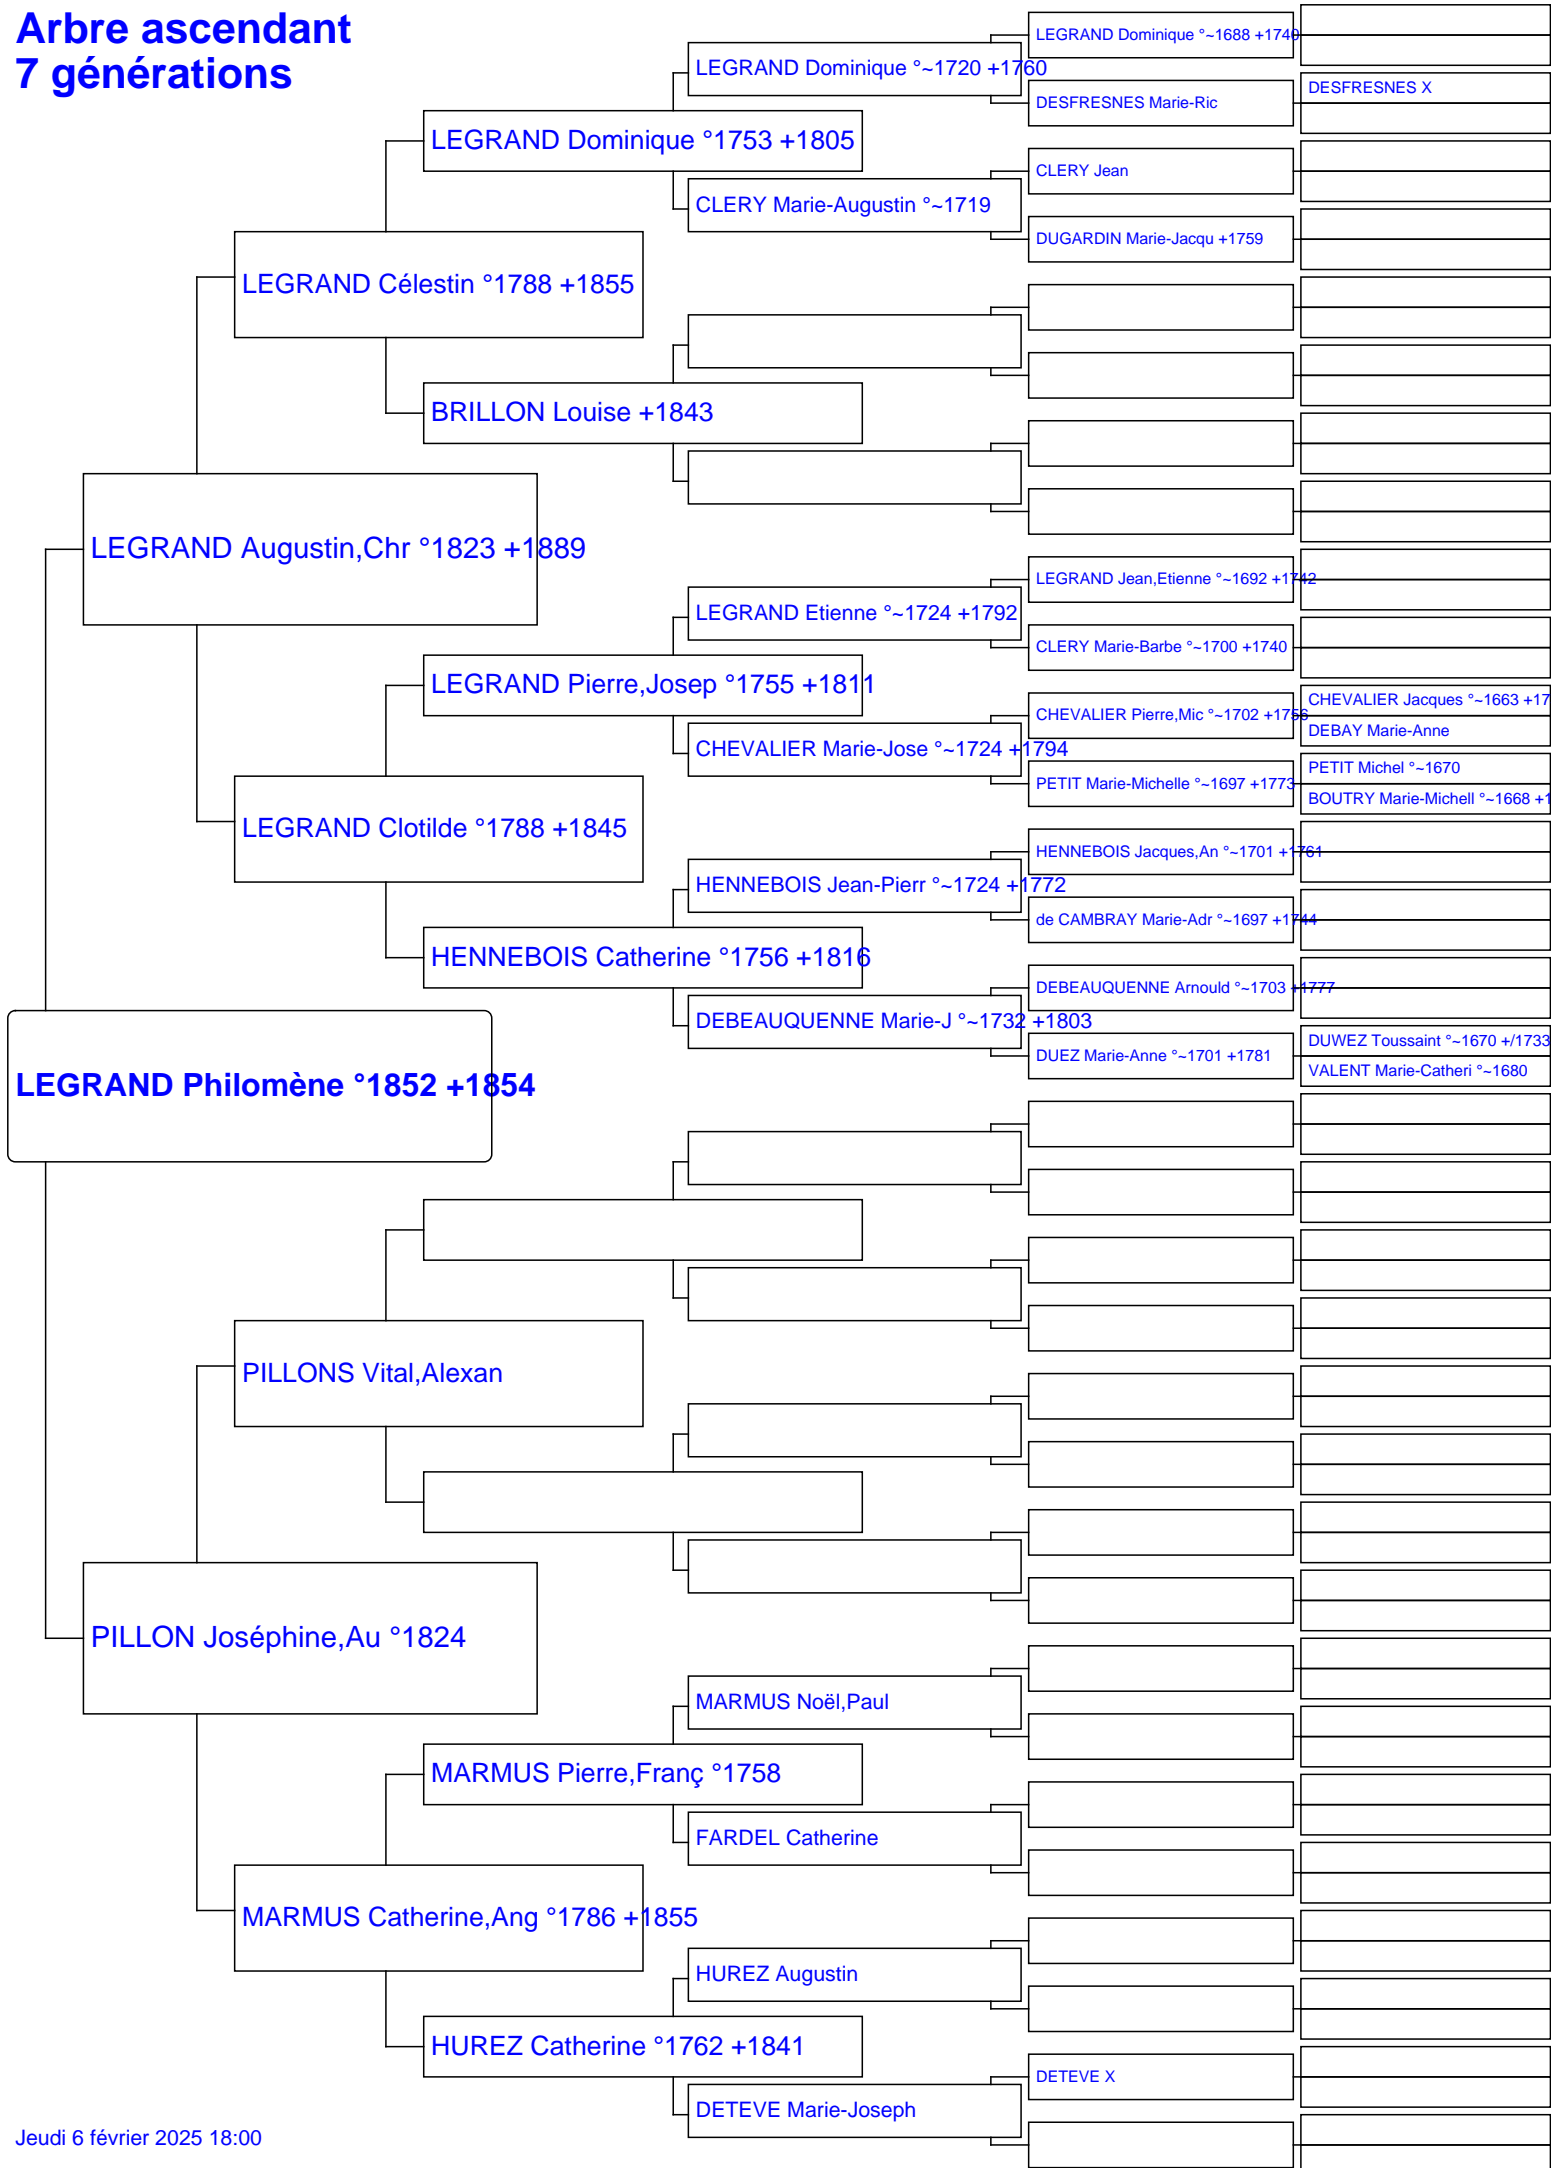 Arbre ascendant
7 générations
LEGRAND Dominique °~1688 +1740
LEGRAND Dominique °~1720 +1760
DESFRESNES X
DESFRESNES Marie-Ric
LEGRAND Dominique °1753 +1805
CLERY Jean
CLERY Marie-Augustin °~1719
DUGARDIN Marie-Jacqu +1759
LEGRAND Célestin °1788 +1855
BRILLON Louise +1843
LEGRAND Augustin,Chr °1823 +1889
LEGRAND Jean,Etienne °~1692 +1742
LEGRAND Etienne °~1724 +1792
CLERY Marie-Barbe °~1700 +1740
LEGRAND Pierre,Josep °1755 +1811
CHEVALIER Jacques °~1663 +17
CHEVALIER Pierre,Mic °~1702 +1756
DEBAY Marie-Anne
CHEVALIER Marie-Jose °~1724 +1794
PETIT Michel °~1670
PETIT Marie-Michelle °~1697 +1773
BOUTRY Marie-Michell °~1668 +1
LEGRAND Clotilde °1788 +1845
HENNEBOIS Jacques,An °~1701 +1761
HENNEBOIS Jean-Pierr °~1724 +1772
de CAMBRAY Marie-Adr °~1697 +1744
HENNEBOIS Catherine °1756 +1816
DEBEAUQUENNE Arnould °~1703 +1777
DEBEAUQUENNE Marie-J °~1732 +1803
DUWEZ Toussaint °~1670 +/1733
DUEZ Marie-Anne °~1701 +1781
VALENT Marie-Catheri °~1680
LEGRAND Philomène °1852 +1854
PILLONS Vital,Alexan
PILLON Joséphine,Au °1824
MARMUS Noël,Paul
MARMUS Pierre,Franç °1758
FARDEL Catherine
MARMUS Catherine,Ang °1786 +1855
HUREZ Augustin
HUREZ Catherine °1762 +1841
DETEVE X
DETEVE Marie-Joseph
Jeudi 6 février 2025 18:00